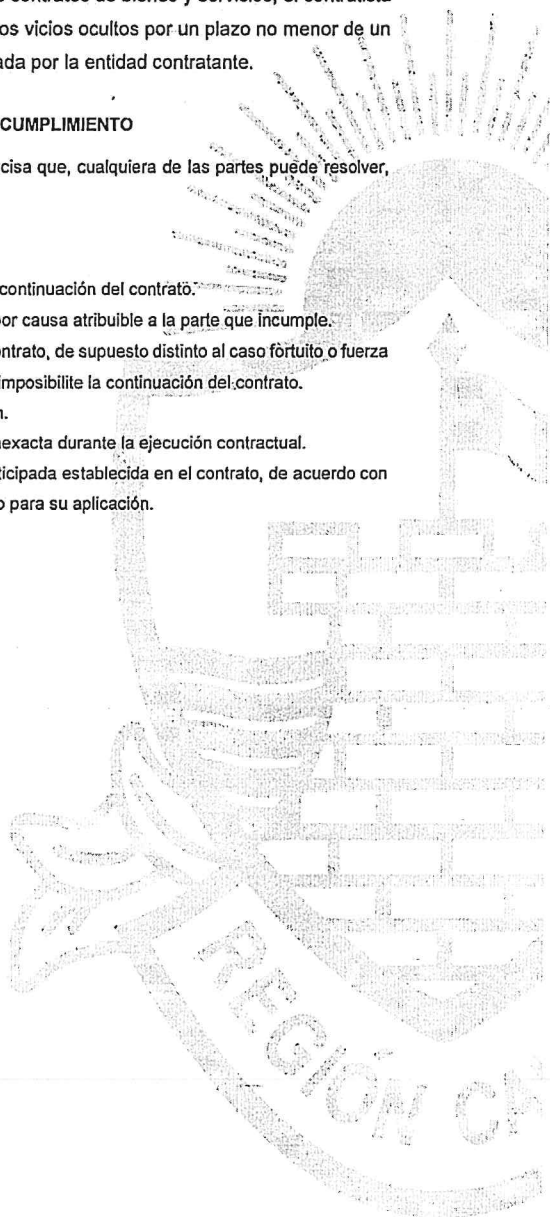 contratos de bienes y servicios, el contratista
os vicios ocultos por un plazo no menor de un
ada por la entidad contratante.
CUMPLIMIENTO
cisa que, cualquiera de las partes puede resolver,
continuación del contrato.
por causa atribuible a la parte que incumple.
ontrato, de supuesto distinto al caso fortuito o fuerza
imposibilite la continuación del contrato.
n.
nexacta durante la ejecución contractual.
ticipada establecida en el contrato, de acuerdo con
o para su aplicación.
REGIÓN CA